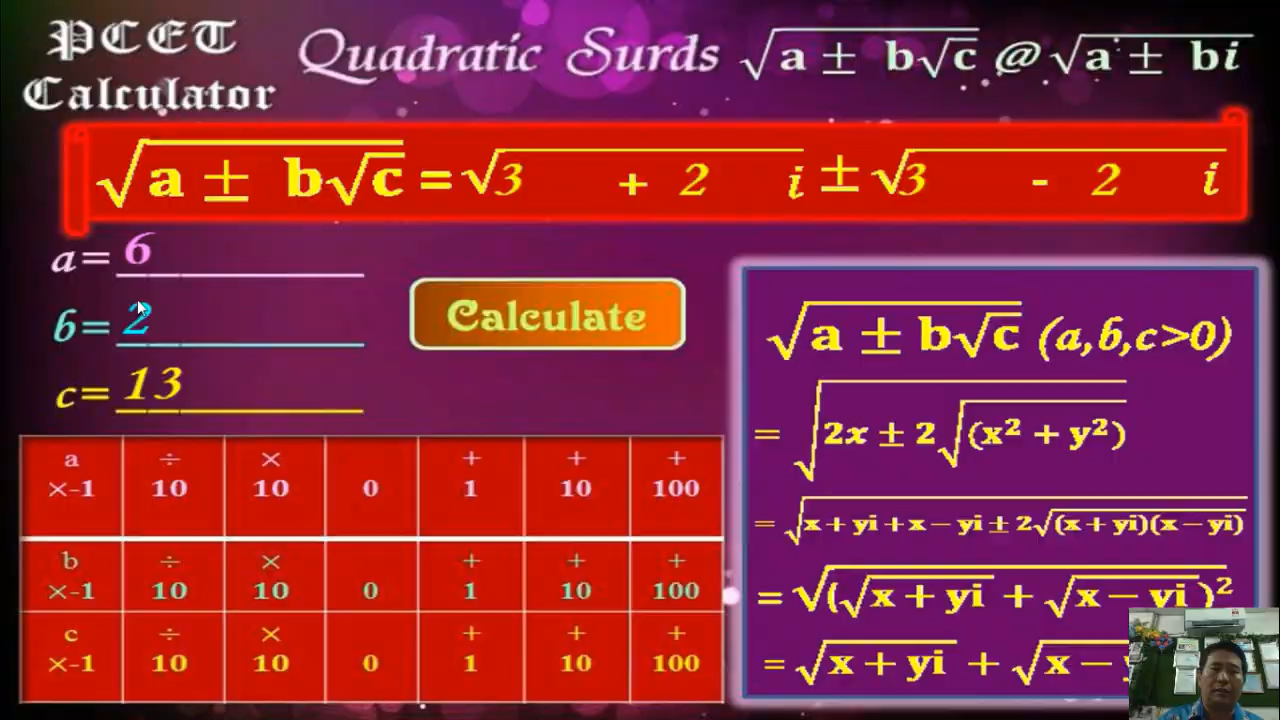 PCET
Calculator
Quadratic Surds √a ± b√c @ √a ± bi
√a ± b√c = √3 + 2 i ± √3 - 2 i
a= 6
b= 2
c= 13
Calculate
a ÷ × + + +
×-1 10 10 0 1 10 100
b ÷ × + + +
×-1 10 10 0 1 10 100
c ÷ × + + +
×-1 10 10 0 1 10 100
√a ± b√c (a,b,c>0)
= √2x ± 2√(x² + y²)
= √x + yi + x − yi ± 2√(x + yi)(x − yi)
= √(√x + yi + √x − yi)²
= √x + yi + √x −